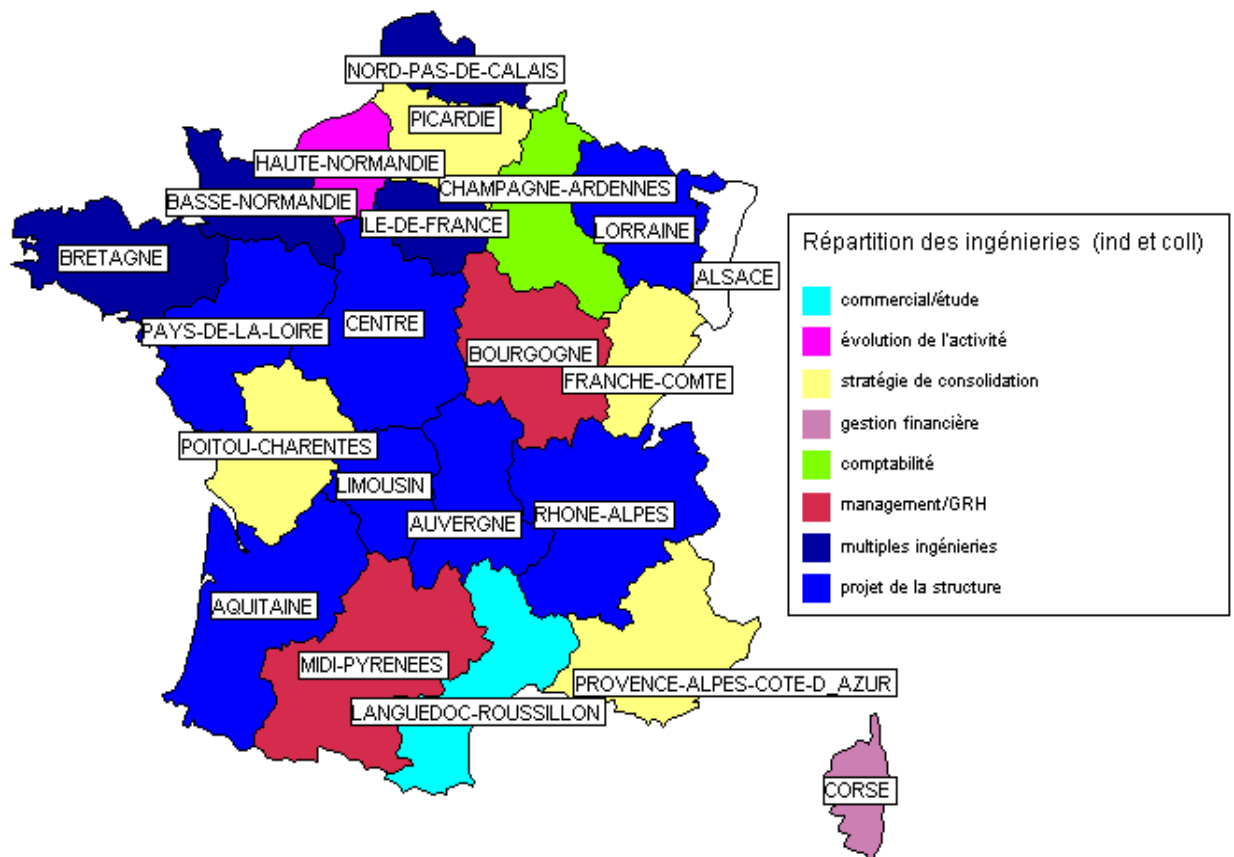 NORD-PAS-DE-CALAIS
PICARDIE
HAUTE-NORMANDIE
CHAMPAGNE-ARDENNES
BASSE-NORMANDIE
ILE-DE-FRANCE
LORRAINE
BRETAGNE
ALSACE
PAYS-DE-LA-LOIRE
CENTRE
BOURGOGNE
FRANCHE-COMTE
POITOU-CHARENTES
LIMOUSIN
AUVERGNE
RHONE-ALPES
AQUITAINE
MIDI-PYRENEES
PROVENCE-ALPES-COTE-D_AZUR
LANGUEDOC-ROUSSILLON
CORSE
Répartition des ingénieries (ind et coll)
commercial/étude
évolution de l'activité
stratégie de consolidation
gestion financière
comptabilité
management/GRH
multiples ingénieries
projet de la structure